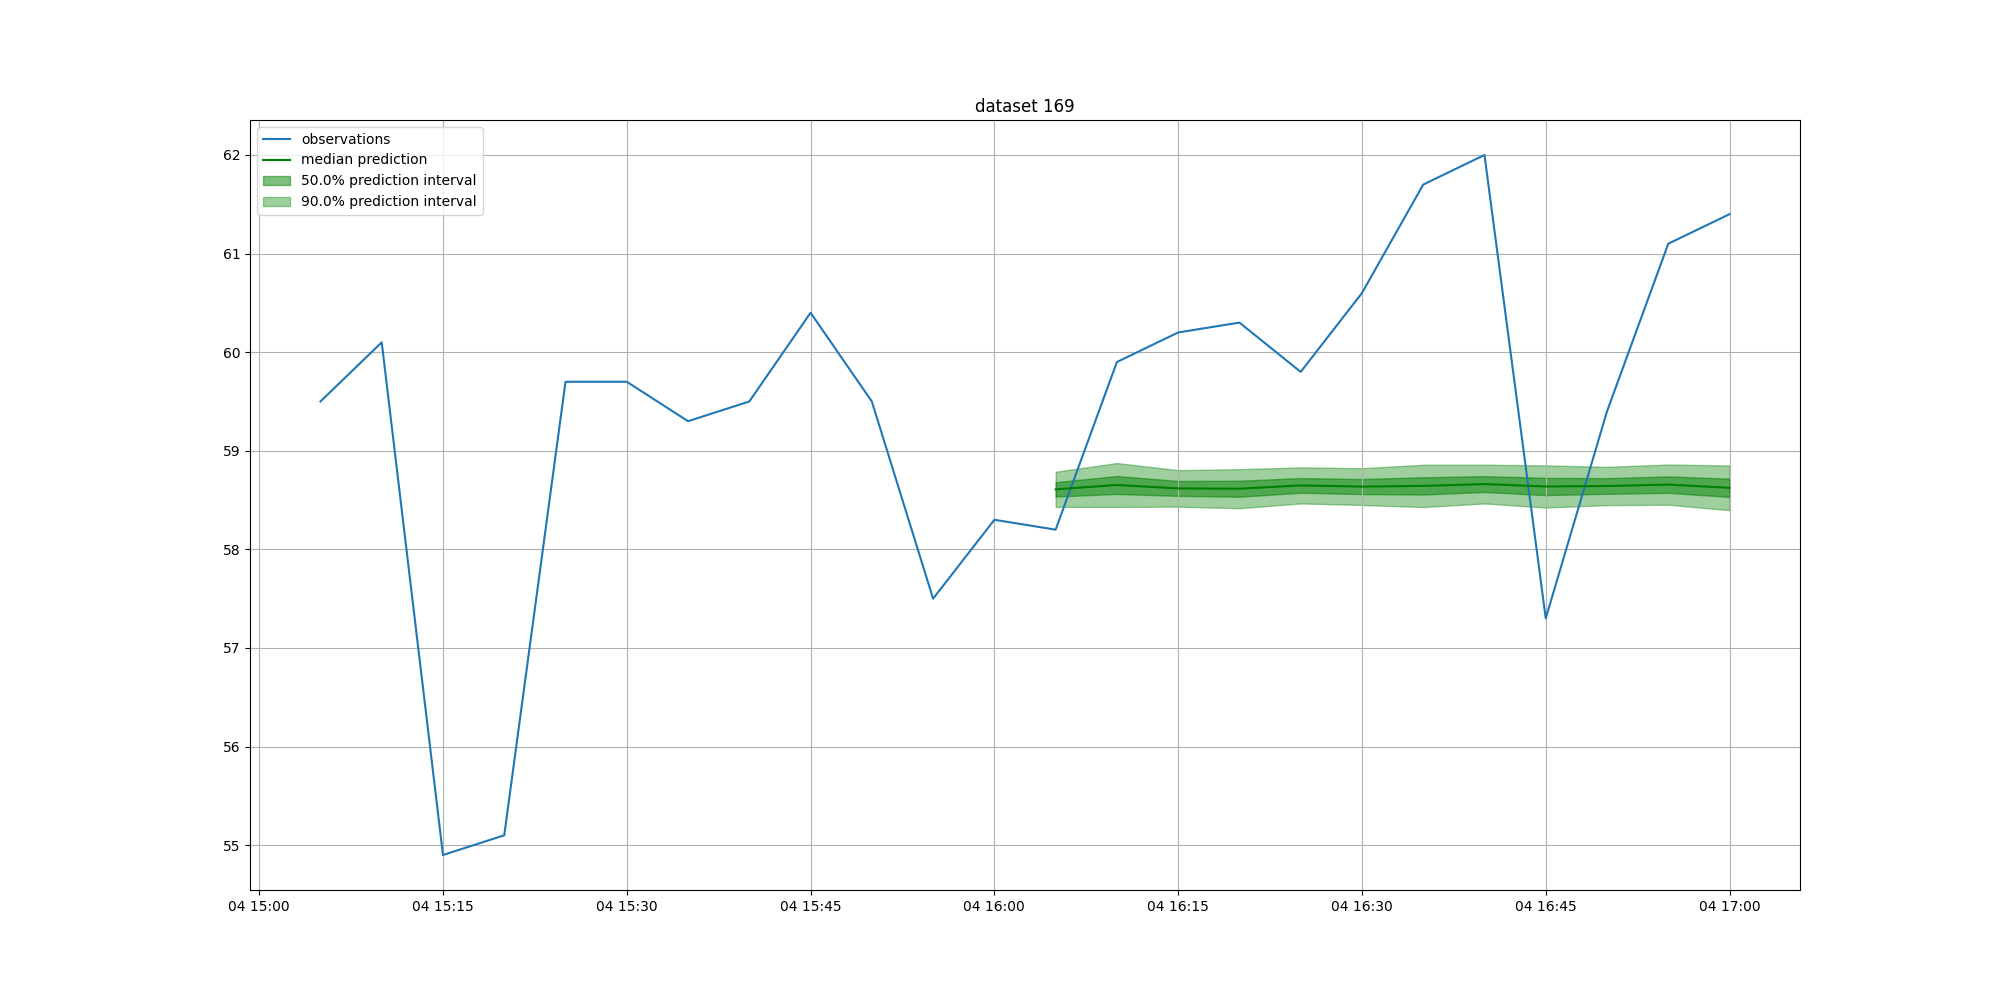 dataset 169
observations
median prediction
50.0% prediction interval
90.0% prediction interval
62
61
60
59
58
57
56
55
04 15:00 04 15:15 04 15:30 04 15:45 04 16:00 04 16:15 04 16:30 04 16:45 04 17:00